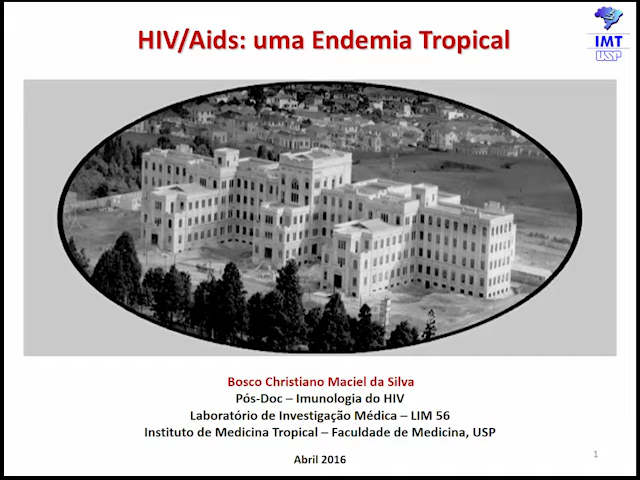 HIV/Aids: uma Endemia Tropical
IMT
USP
Bosco Christiano Maciel da Silva
Pós-Doc – Imunologia do HIV
Laboratório de Investigação Médica – LIM 56
Instituto de Medicina Tropical – Faculdade de Medicina, USP
Abril 2016
1